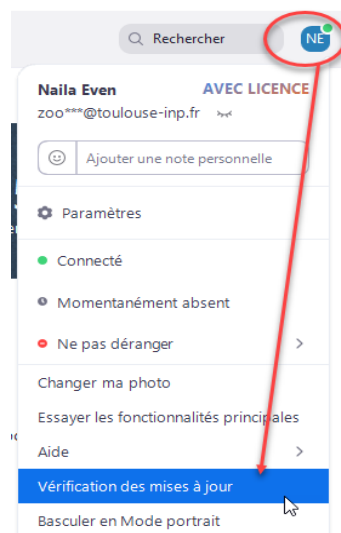 Rechercher
NE
Naila Even AVEC LICENCE
zoo***@toulouse-inp.fr
Ajouter une note personnelle
Paramètres
Connecté
Momentanément absent
Ne pas déranger
Changer ma photo
Essayer les fonctionnalités principales
Aide
Vérification des mises à jour
Basculer en Mode portrait